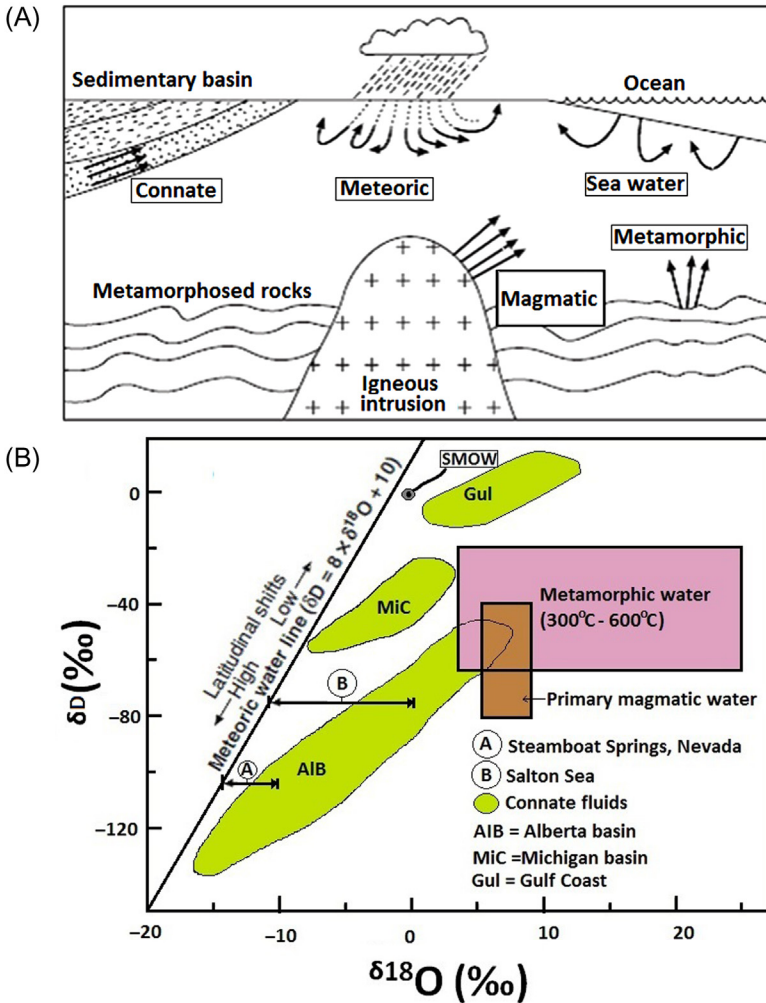 (A)
Sedimentary basin
Ocean
Connate
Meteoric
Sea water
Metamorphic
Metamorphosed rocks
Magmatic
Igneous
intrusion
(B)
SMOW
Gul
0
Latitudinal shifts
High Low
Meteoric water line (δD = 8 × δ18O + 10)
Metamorphic water
(300°C - 600°C)
MiC
−40
δD (‰)
B
Primary magmatic water
−80
A Steamboat Springs, Nevada
A
AlB
B Salton Sea
Connate fluids
−120
AlB = Alberta basin
MiC =Michigan basin
Gul = Gulf Coast
−20 −10 0 10 20
δ18O (‰)